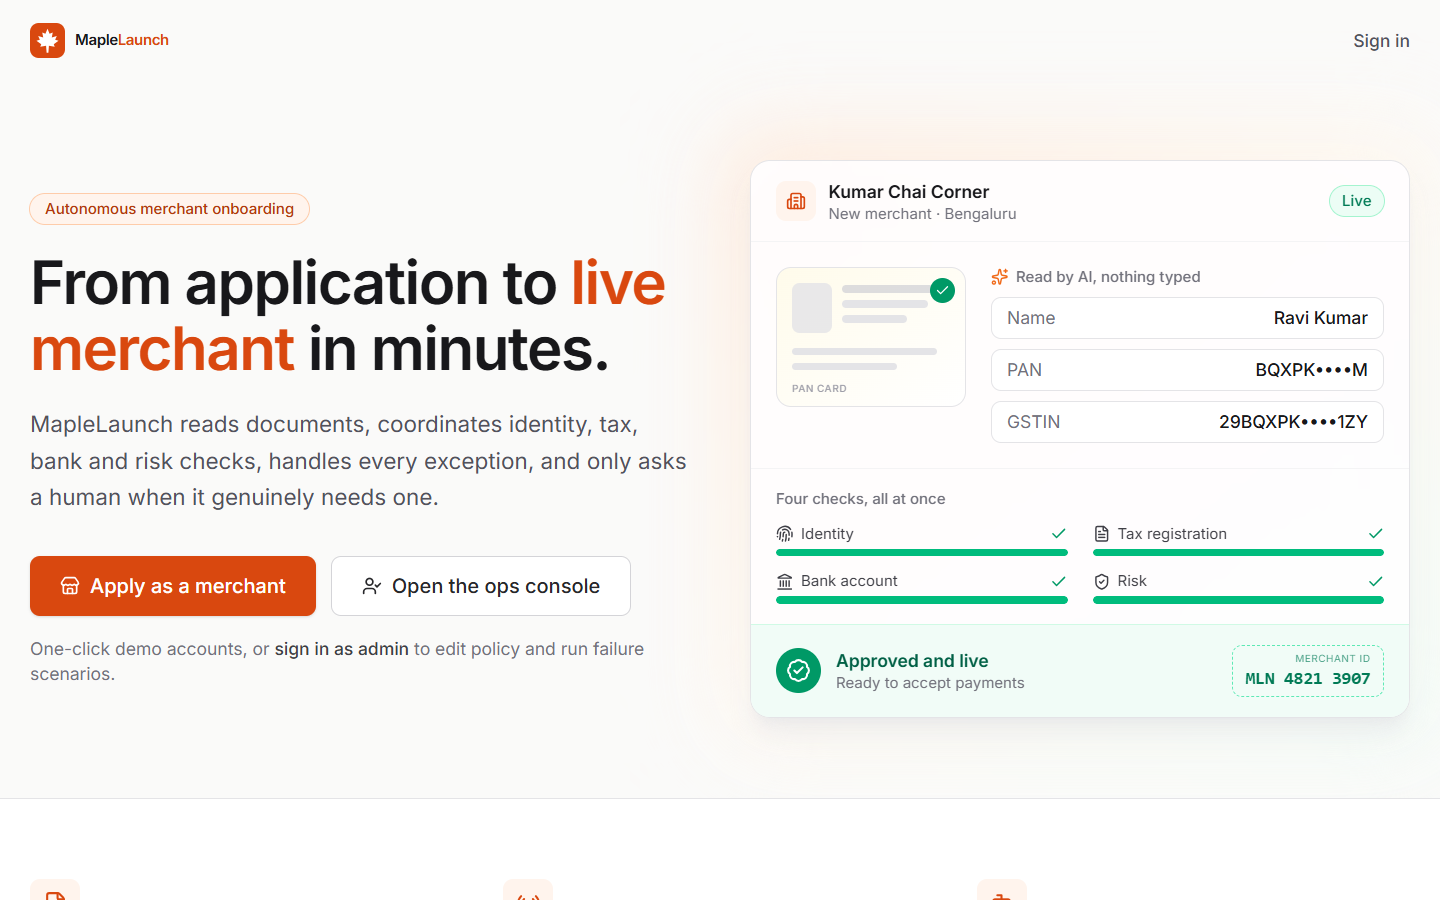 MapleLaunch
Sign in
Autonomous merchant onboarding
From application to live
merchant in minutes.
MapleLaunch reads documents, coordinates identity, tax,
bank and risk checks, handles every exception, and only asks
a human when it genuinely needs one.
Apply as a merchant
Open the ops console
One-click demo accounts, or sign in as admin to edit policy and run failure
scenarios.
Kumar Chai Corner
New merchant · Bengaluru
Live
PAN CARD
Read by AI, nothing typed
Name Ravi Kumar
PAN BQXPK••••M
GSTIN 29BQXPK••••1ZY
Four checks, all at once
Identity
Tax registration
Bank account
Risk
Approved and live
Ready to accept payments
MERCHANT ID
MLN 4821 3907